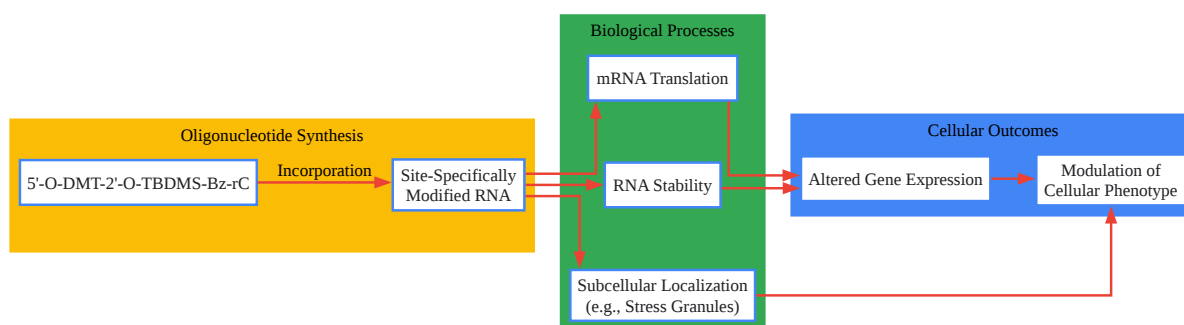 Biological Processes
mRNA Translation
Oligonucleotide Synthesis
Cellular Outcomes
5'-O-DMT-2'-O-TBDMS-Bz-rC
Incorporation
Site-Specifically
Modified RNA
RNA Stability
Altered Gene Expression
Modulation of
Cellular Phenotype
Subcellular Localization
(e.g., Stress Granules)